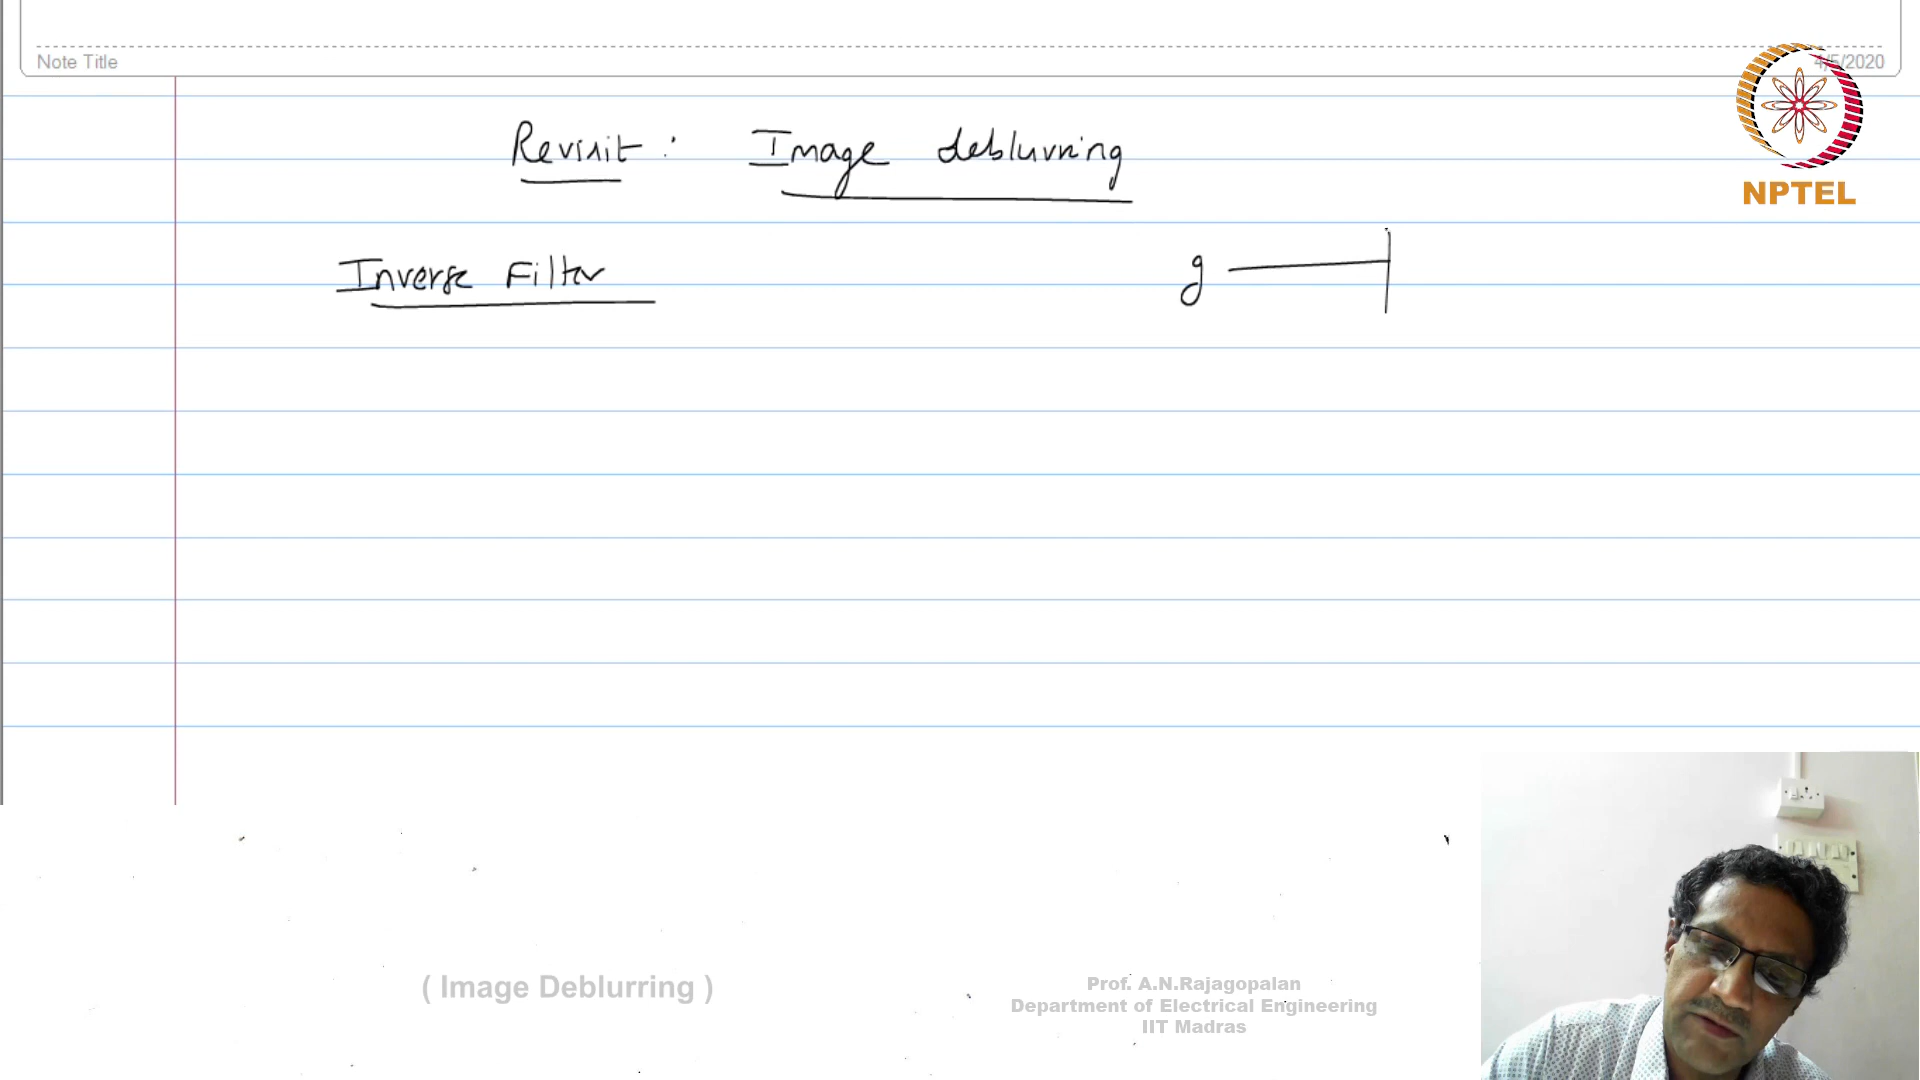 Note Title
4/5/2020
NPTEL
Revisit: Image deblurring
Inverse Filter
g
( Image Deblurring )
Prof. A.N.Rajagopalan
Department of Electrical Engineering
IIT Madras